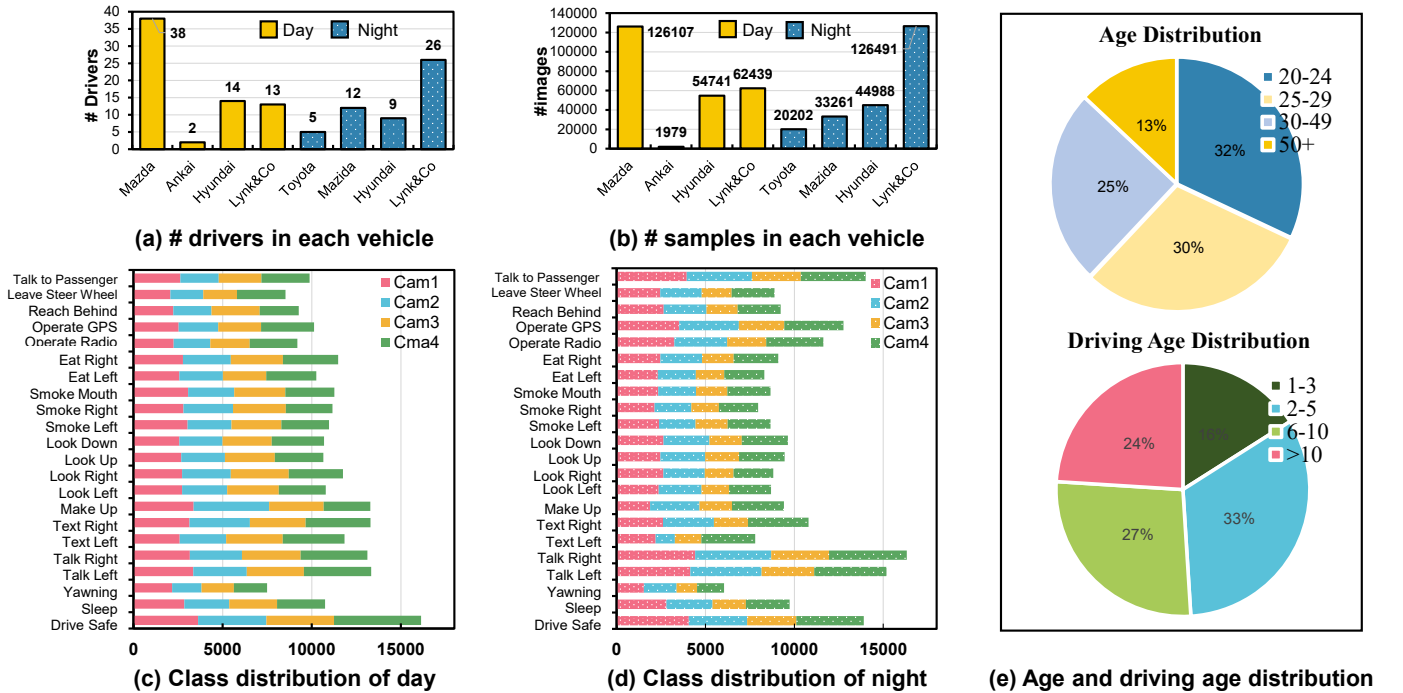 40
35
30
25
20
15
10
5
0
# Drivers
Day Night
38
2
14
13
5
12
9
26
Mazda Ankai Hyundai Lynk&Co Toyota Mazida Hyundai Lynk&Co
(a) # drivers in each vehicle
140000
120000
100000
80000
60000
40000
20000
0
#images
Day Night
126107
1979
54741
62439
20202
33261
44988
126491
Mazda Ankai Hyundai Lynk&Co Toyota Mazida Hyundai Lynk&Co
(b) # samples in each vehicle
Talk to Passenger
Leave Steer Wheel
Reach Behind
Operate GPS
Operate Radio
Eat Right
Eat Left
Smoke Mouth
Smoke Right
Smoke Left
Look Down
Look Up
Look Right
Look Left
Make Up
Text Right
Text Left
Talk Right
Talk Left
Yawning
Sleep
Drive Safe
Cam1
Cam2
Cam3
Cma4
0 5000 10000 15000
(c) Class distribution of day
Talk to Passenger
Leave Steer Wheel
Reach Behind
Operate GPS
Operate Radio
Eat Right
Eat Left
Smoke Mouth
Smoke Right
Smoke Left
Look Down
Look Up
Look Right
Look Left
Make Up
Text Right
Text Left
Talk Right
Talk Left
Yawning
Sleep
Drive Safe
Cam1
Cam2
Cam3
Cam4
0 5000 10000 15000
(d) Class distribution of night
Age Distribution
20-24
25-29
30-49
50+
13%
32%
25%
30%
Driving Age Distribution
1-3
2-5
6-10
>10
16%
24%
33%
27%
(e) Age and driving age distribution